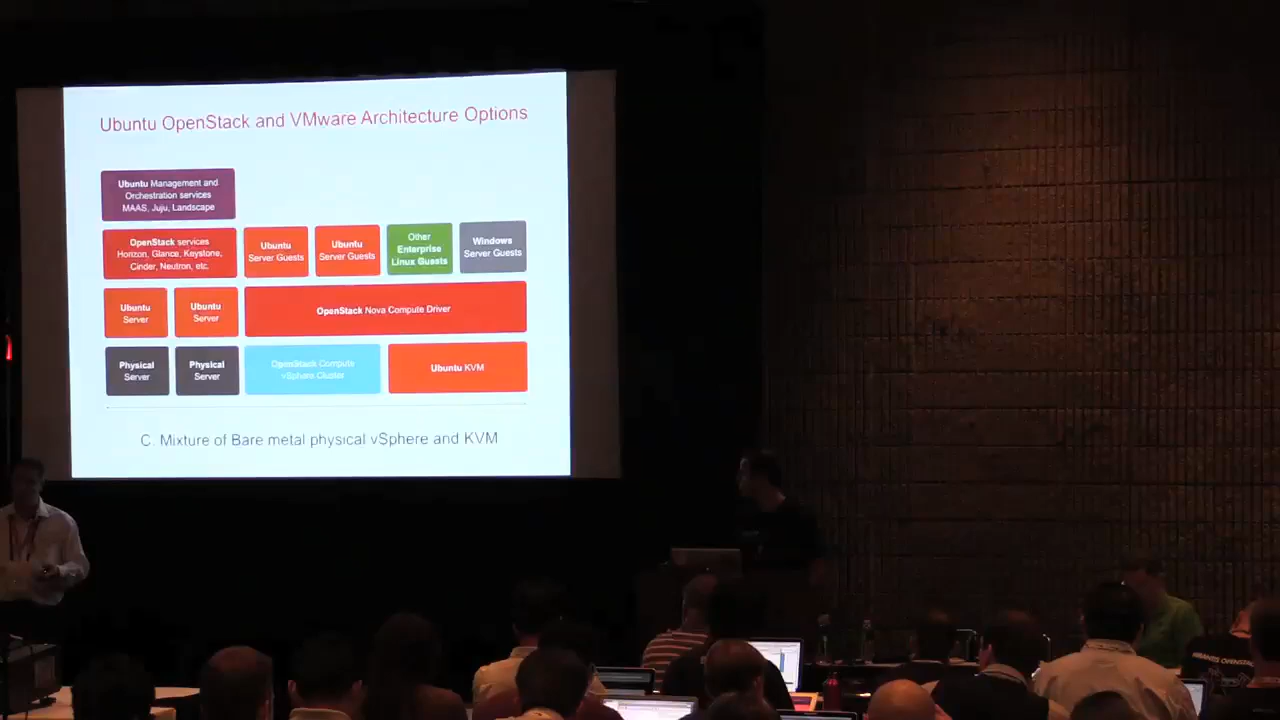 Ubuntu OpenStack and VMware Architecture Options
Ubuntu Management and
Orchestration services
MAAS, Juju, Landscape
OpenStack services
Horizon, Glance, Keystone,
Cinder, Neutron, etc.
Ubuntu
Server Guests
Ubuntu
Server Guests
Other
Enterprise
Linux Guests
Windows
Server Guests
Ubuntu
Server
Ubuntu
Server
OpenStack Nova Compute Driver
Physical
Server
Physical
Server
OpenStack Compute
vSphere Cluster
Ubuntu KVM
C. Mixture of Bare metal physical vSphere and KVM